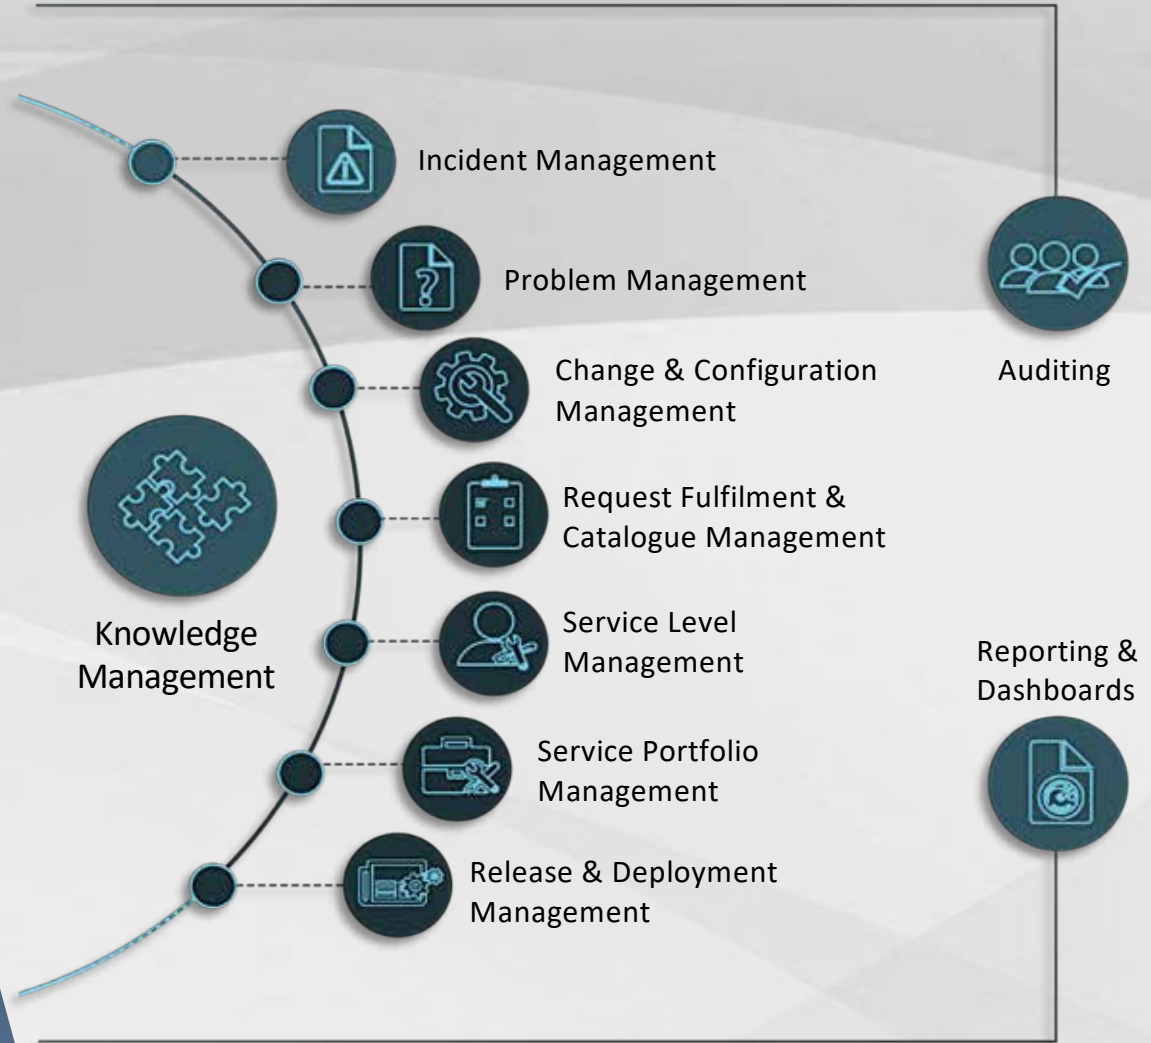 Incident Management
Problem Management
Change & Configuration
Management
Request Fulfilment &
Catalogue Management
Service Level
Management
Service Portfolio
Management
Release & Deployment
Management
Knowledge
Management
Auditing
Reporting &
Dashboards